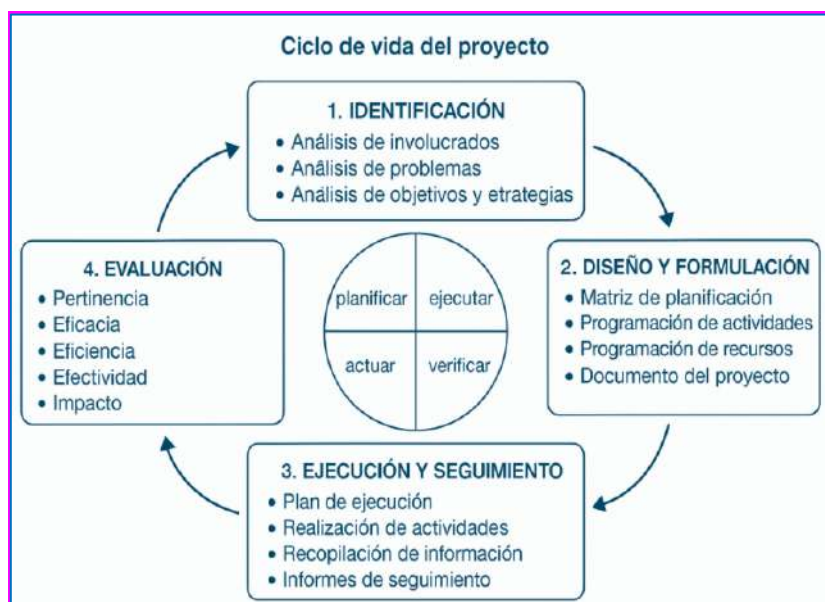 Ciclo de vida del proyecto
1. IDENTIFICACIÓN
• Análisis de involucrados
• Anâlisis de problemas
• Análisis de objetivos y etrategias
2. DISEÑO Y FORMULACIÓN
• Matriz de planificación
• Programación de actividades
• Programación de recursos
• Documento del proyecto
3. EJECUCIÓN Y SEGUIMIENTO
• Plan de ejecución
• Realización de actividades
• Recopilación de información
• Informes de seguimiento
4. EVALUACIÓN
• Pertinencia
• Eficacia
• Eficiencia
• Efectividad
• Impacto
planificar
ejecutar
actuar
verificar